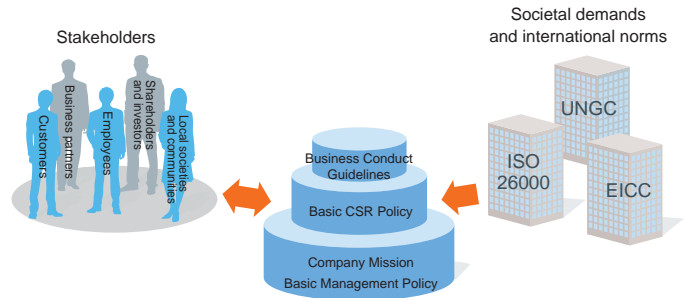 Stakeholders
Customers
Business partners
Employees
Shareholders
and investors
Local societies
and communities
Business Conduct
Guidelines
Basic CSR Policy
Company Mission
Basic Management Policy
Societal demands
and international norms
UNGC
ISO
26000
EICC